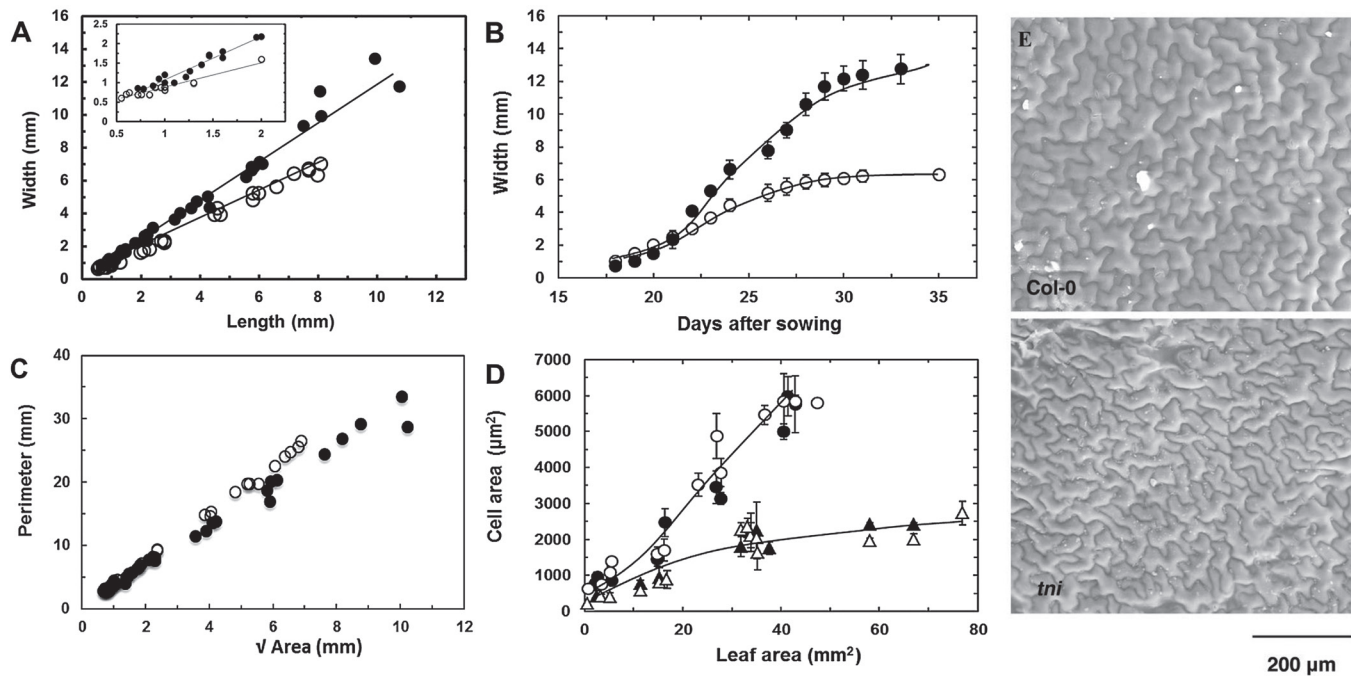 A
Width (mm)
16
14
12
10
8
6
4
2
0
0 2 4 6 8 10 12
Length (mm)
2.5
2
1.5
1
0.5
0
0.5 1 1.5 2
B
Width (mm)
16
14
12
10
8
6
4
2
0
15 20 25 30 35
Days after sowing
C
Perimeter (mm)
40
30
20
10
0
0 2 4 6 8 10 12
√ Area (mm)
D
Cell area (µm²)
7000
6000
5000
4000
3000
2000
1000
0
0 20 40 60 80
Leaf area (mm²)
E
Col-0
tni
200 µm